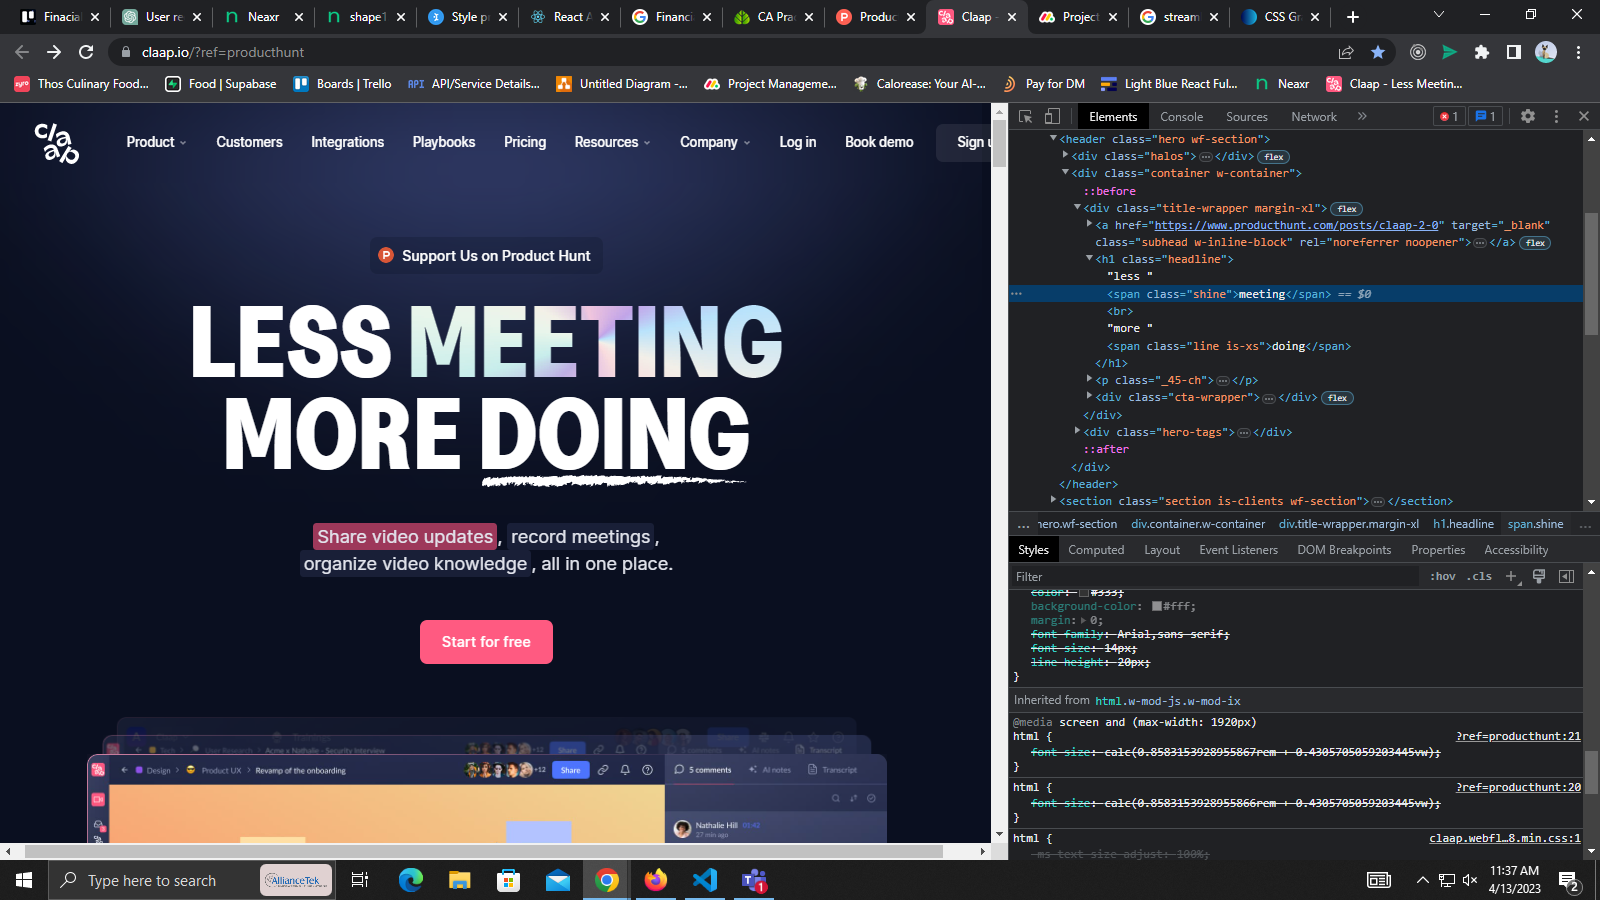 Finacial
User re
Neaxr
shape1
Style p
React A
Financi
CA Prac
Produc
Claap -
Project
stream
CSS Gr
claap.io/?ref=producthunt
Thos Culinary Food...
Food | Supabase
Boards | Trello
API API/Service Details...
Untitled Diagram -...
Project Manageme...
Calorease: Your AI-...
Pay for DM
Light Blue React Ful...
Neaxr
Claap - Less Meetin...
claap
Product
Customers
Integrations
Playbooks
Pricing
Resources
Company
Log in
Book demo
Sign u
P Support Us on Product Hunt
LESS MEETING
MORE DOING
Share video updates, record meetings,
organize video knowledge, all in one place.
Start for free
Design > Product UX > Revamp of the onboarding
+12
Share
5 comments
AI notes
Transcript
Nathalie Hill 01:42
27 min ago
Elements
Console
Sources
Network
1
1
<header class="hero wf-section">
<div class="halos">…</div> flex
<div class="container w-container">
::before
<div class="title-wrapper margin-xl"> flex
<a href="https://www.producthunt.com/posts/claap-2-0" target="_blank"
class="subhead w-inline-block" rel="noreferrer noopener">…</a> flex
<h1 class="headline">
"less "
<span class="shine">meeting</span> == $0
<br>
"more "
<span class="line is-xs">doing</span>
</h1>
<p class="_45-ch">…</p>
<div class="cta-wrapper">…</div> flex
</div>
<div class="hero-tags">…</div>
::after
</div>
</header>
<section class="section is-clients wf-section">…</section>
... hero.wf-section div.container.w-container div.title-wrapper.margin-xl h1.headline span.shine ...
Styles
Computed
Layout
Event Listeners
DOM Breakpoints
Properties
Accessibility
Filter
:hov .cls
color: #333;
background-color: #fff;
margin: 0;
font-family: Arial,sans-serif;
font-size: 14px;
line-height: 20px;
}
Inherited from html.w-mod-js.w-mod-ix
@media screen and (max-width: 1920px)
html { ?ref=producthunt:21
font-size: calc(0.8583153928955867rem + 0.4305705059203445vw);
}
html { ?ref=producthunt:20
font-size: calc(0.8583153928955866rem + 0.4305705059203445vw);
}
html { claap.webfl…8.min.css:1
-ms-text-size-adjust: 100%;
Type here to search
AllianceTek
1
11:37 AM
4/13/2023
2